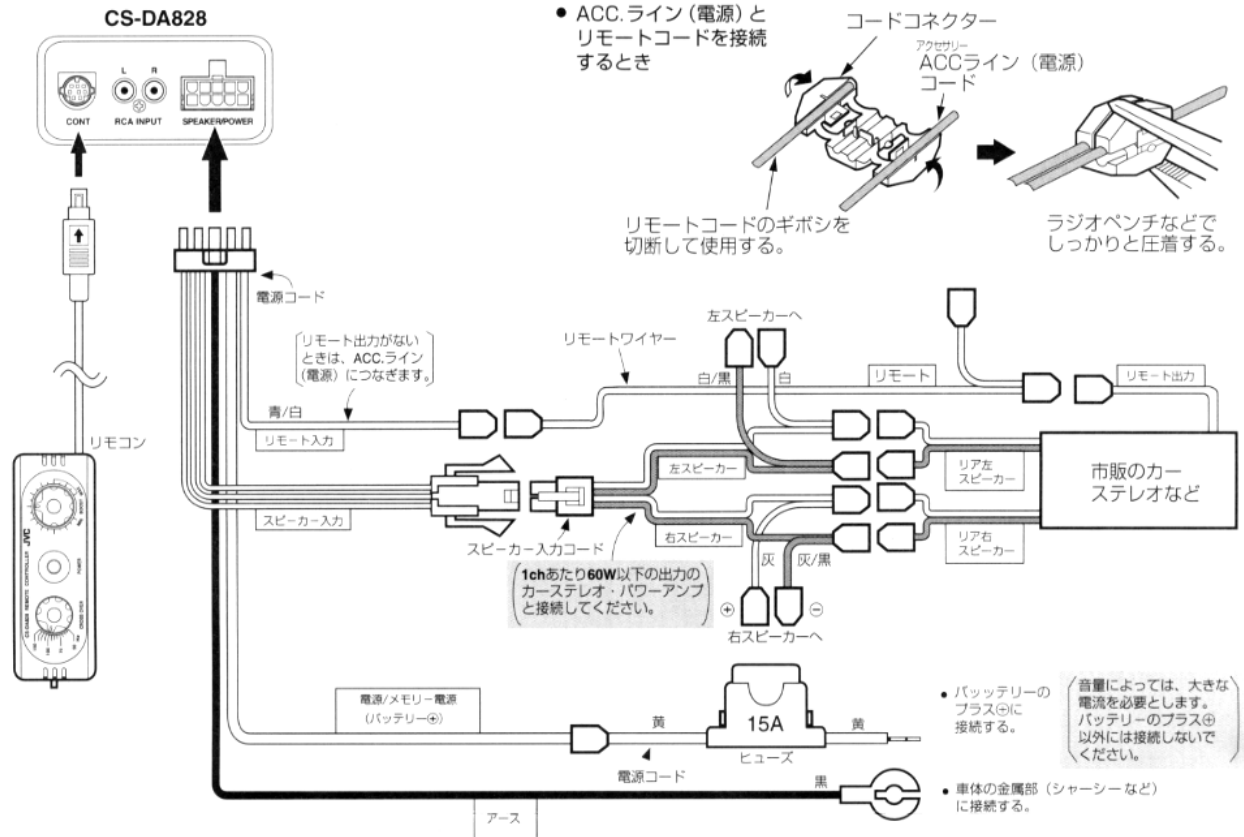 CS-DA828
L R
CONT
RCA INPUT
SPEAKER/POWER
● ACC.ライン(電源)と
リモートコードを接続
するとき
コードコネクター
アクセサリー
ACCライン(電源)
コード
リモートコードのギボシを
切断して使用する。
ラジオペンチなどで
しっかりと圧着する。
電源コード
リモート出力がない
ときは、ACC.ライン
(電源)につなぎます。
青/白
リモート入力
リモートワイヤー
左スピーカーへ
白/黒
白
リモート
リモート出力
リモコン
JVC
REMOTE CONTROLLER
POWER
スピーカー入力
スピーカー入力コード
左スピーカー
右スピーカー
リア左
スピーカー
リア右
スピーカー
市販のカー
ステレオなど
1chあたり60W以下の出力の
カーステレオ・パワーアンプ
と接続してください。
灰
灰/黒
⊕
⊖
右スピーカーへ
電源/メモリー電源
(バッテリー⊕)
黄
15A
黄
ヒューズ
電源コード
● バッッテリーの
プラス⊕に
接続する。
音量によっては、大きな
電流を必要とします。
バッテリーのプラス⊕
以外には接続しないで
ください。
黒
● 車体の金属部(シャーシーなど)
に接続する。
アース